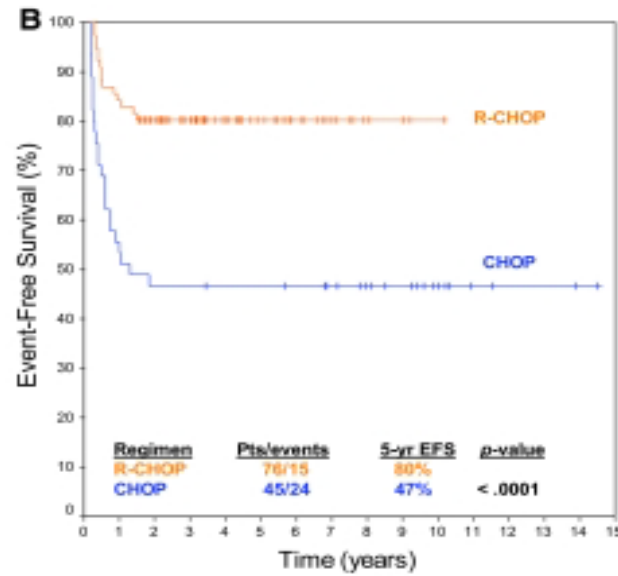 B
100
90
80
70
60
50
40
30
20
10
0
Event-Free Survival (%)
R-CHOP
CHOP
Regimen Pts/events 5-yr EFS p-value
R-CHOP 76/15 80%
CHOP 45/24 47% < .0001
0 1 2 3 4 5 6 7 8 9 10 11 12 13 14 15
Time (years)